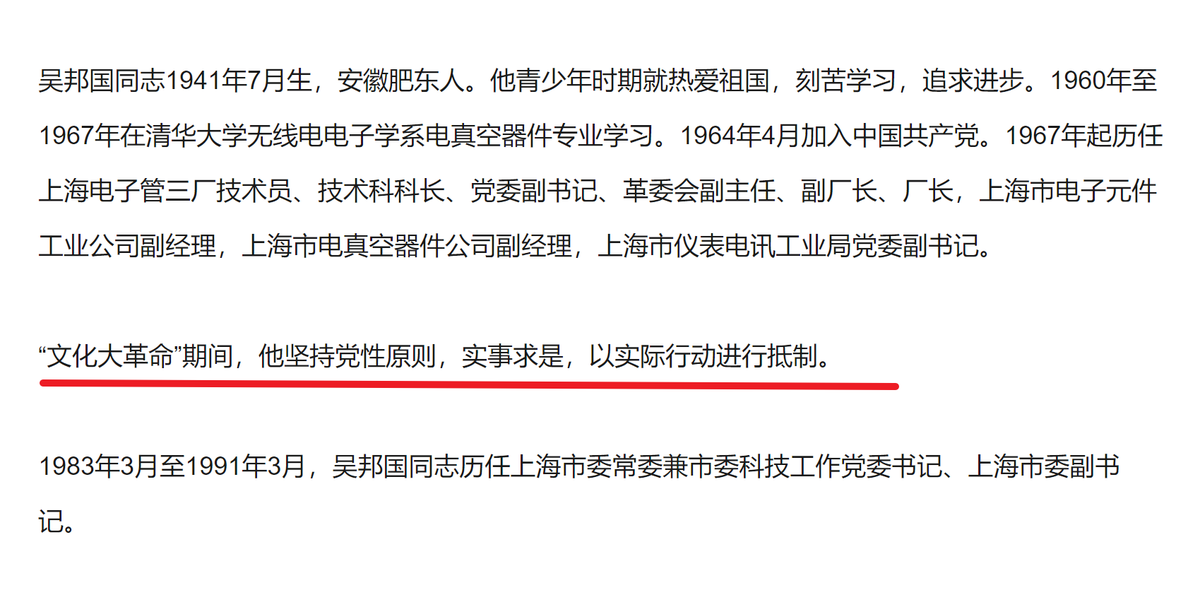 吴邦国同志1941年7月生，安徽肥东人。他青少年时期就热爱祖国，刻苦学习，追求进步。1960年至
1967年在清华大学无线电电子学系电真空器件专业学习。1964年4月加入中国共产党。1967年起历任
上海电子管三厂技术员、技术科科长、党委副书记、革委会副主任、副厂长、厂长，上海市电子元件
工业公司副经理，上海市电真空器件公司副经理，上海市仪表电讯工业局党委副书记。
“文化大革命”期间，他坚持党性原则，实事求是，以实际行动进行抵制。
1983年3月至1991年3月，吴邦国同志历任上海市委常委兼市委科技工作党委书记、上海市委副书
记。